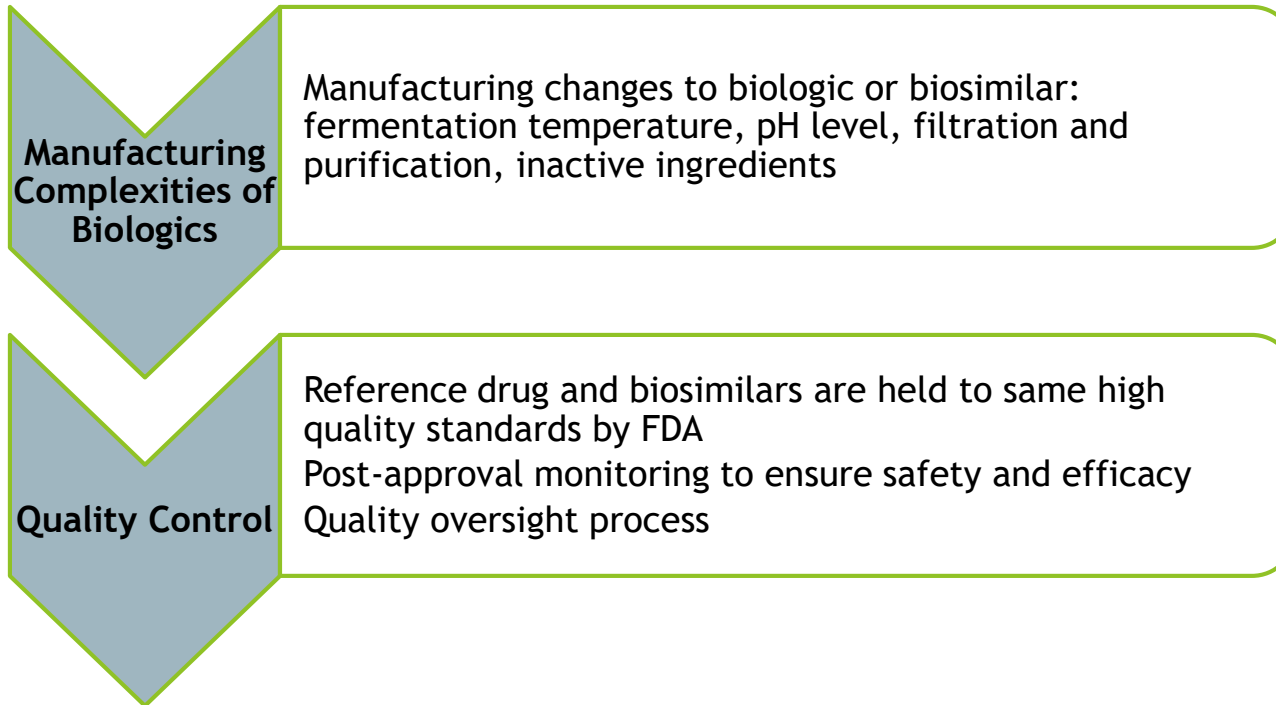 Manufacturing
Complexities of
Biologics
Manufacturing changes to biologic or biosimilar:
fermentation temperature, pH level, filtration and
purification, inactive ingredients
Quality Control
Reference drug and biosimilars are held to same high
quality standards by FDA
Post-approval monitoring to ensure safety and efficacy
Quality oversight process